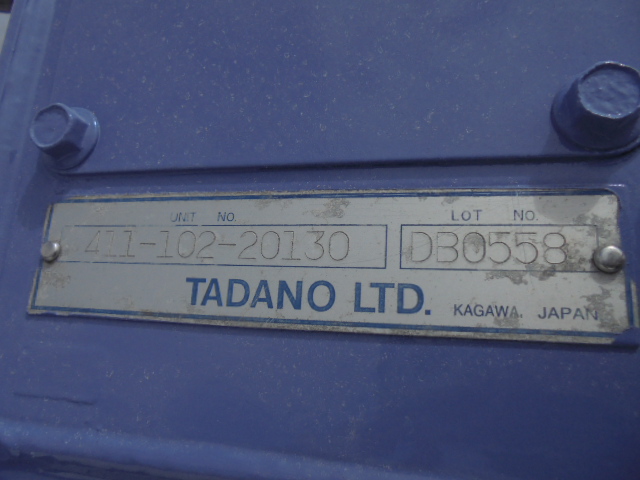 UNIT NO. LOT NO.
411-102-20130 DB0558
TADANO LTD. KAGAWA, JAPAN